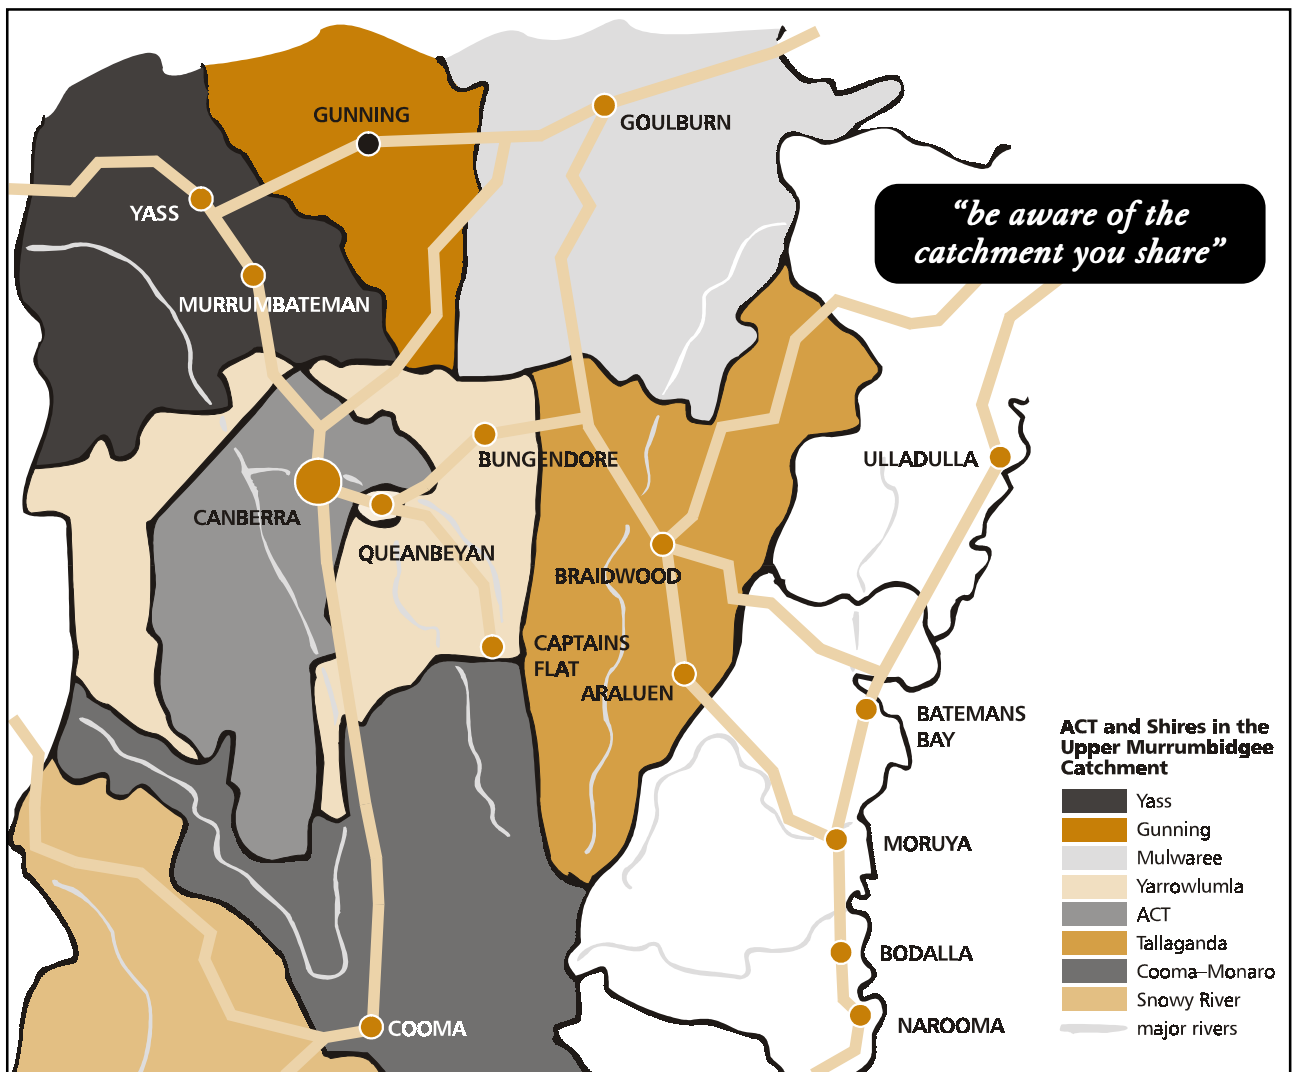 GUNNING
GOULBURN
YASS
“be aware of the
catchment you share”
MURRUMBATEMAN
BUNGENDORE
ULLADULLA
CANBERRA
QUEANBEYAN
BRAIDWOOD
CAPTAINS
FLAT
ARALUEN
BATEMANS
BAY
ACT and Shires in the
Upper Murrumbidgee
Catchment
Yass
Gunning
Mulwaree
Yarrowlumla
ACT
Tallaganda
Cooma–Monaro
Snowy River
major rivers
MORUYA
BODALLA
NAROOMA
COOMA